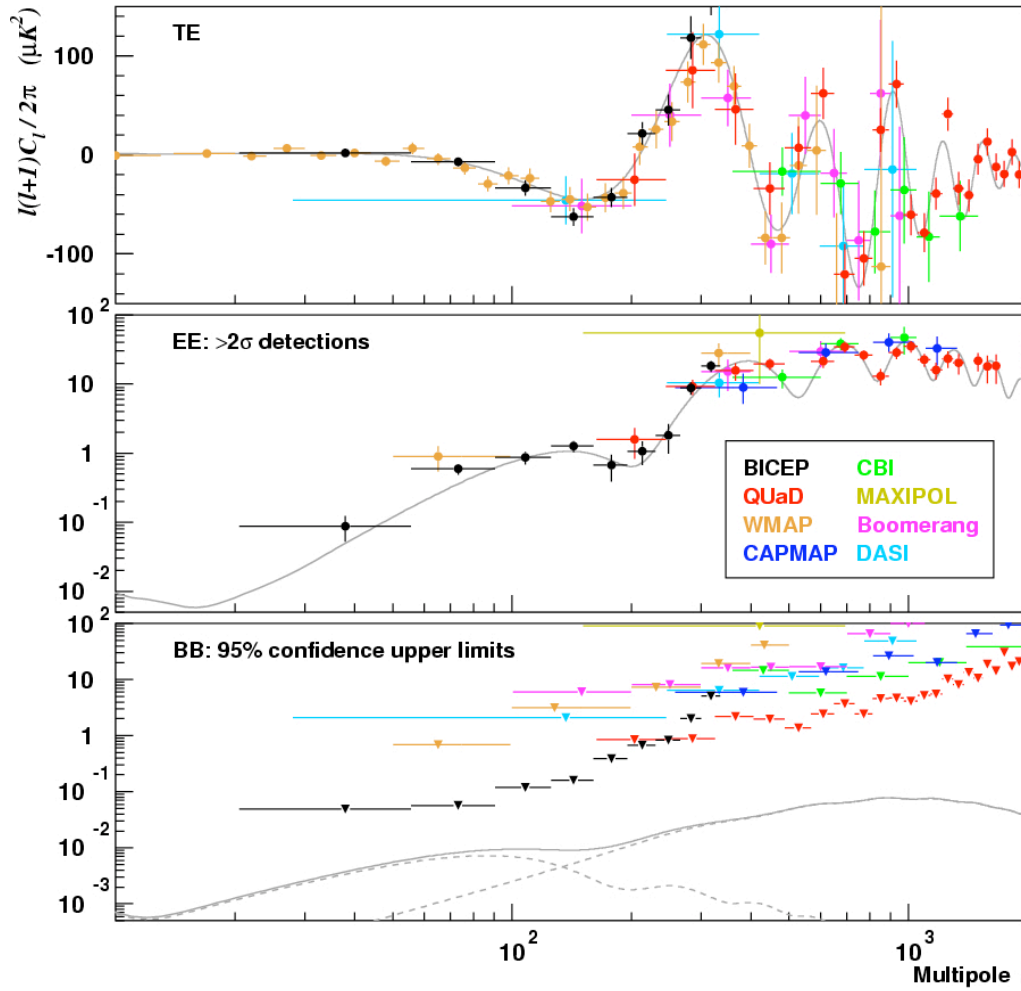 l(l+1)C_l / 2π (μK²)
TE
100
0
-100
EE: >2σ detections
10²
10
1
10⁻¹
10⁻²
BICEP
QUaD
WMAP
CAPMAP
CBI
MAXIPOL
Boomerang
DASI
BB: 95% confidence upper limits
10²
10
1
10⁻¹
10⁻²
10⁻³
10²
10³
Multipole